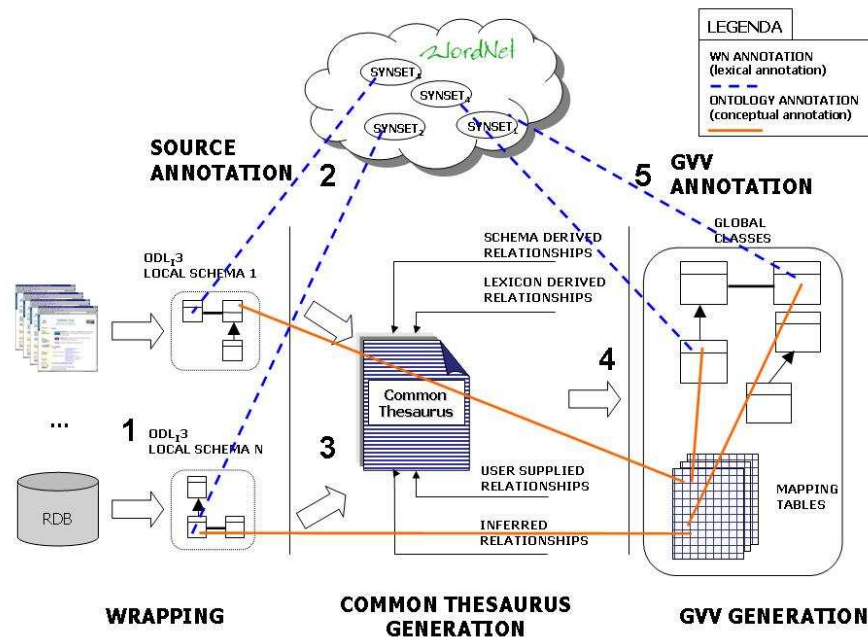 WordNet
SYNSET4
SYNSET4
SYNSET2
SYNSET1
LEGENDA
WN ANNOTATION
(lexical annotation)
ONTOLOGY ANNOTATION
(conceptual annotation)
SOURCE
ANNOTATION
2
5
GVV
ANNOTATION
GLOBAL
CLASSES
ODLI3
LOCAL SCHEMA 1
SCHEMA DERIVED
RELATIONSHIPS
LEXICON DERIVED
RELATIONSHIPS
4
Common
Thesaurus
...
1
ODLI3
LOCAL SCHEMA N
3
RDB
USER SUPPLIED
RELATIONSHIPS
INFERRED
RELATIONSHIPS
MAPPING
TABLES
WRAPPING
COMMON THESAURUS
GENERATION
GVV GENERATION